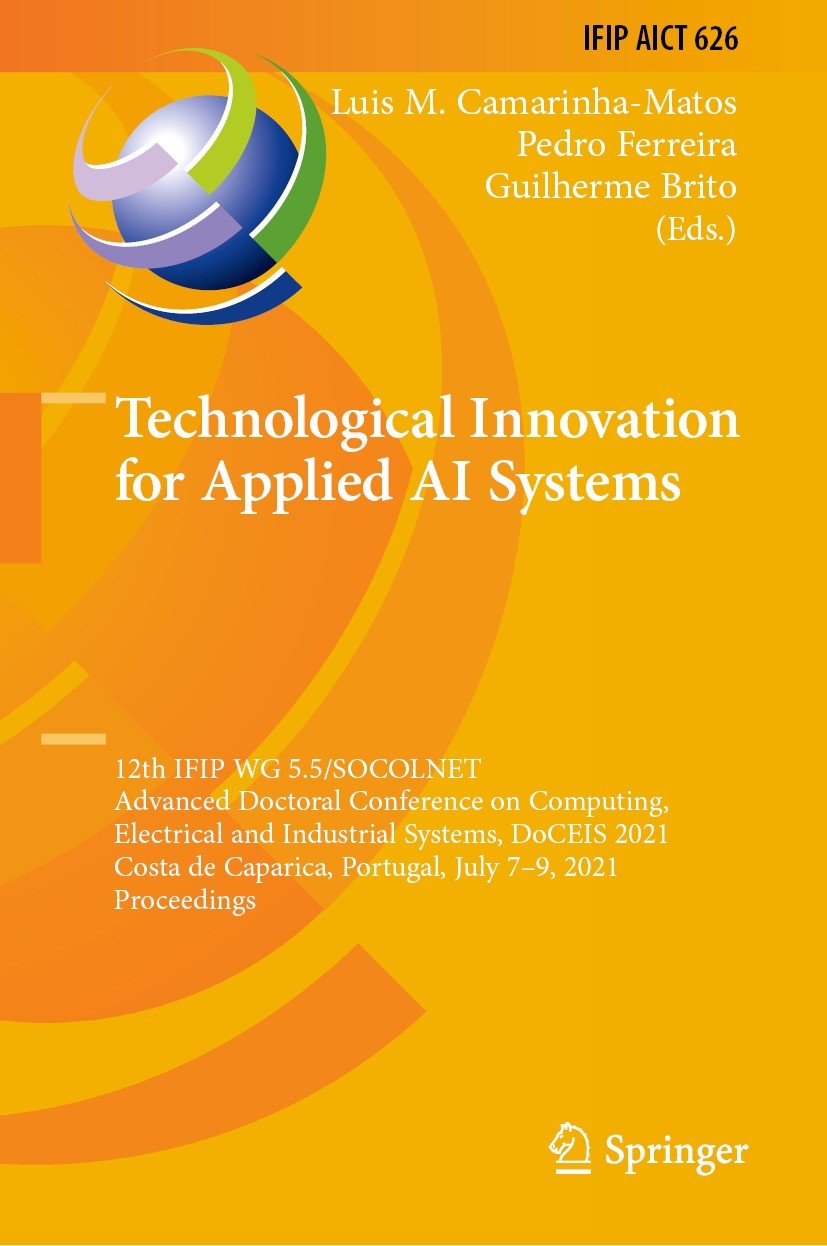 IFIP AICT 626
Luis M. Camarinha-Matos
Pedro Ferreira
Guilherme Brito
(Eds.)
Technological Innovation
for Applied AI Systems
12th IFIP WG 5.5/SOCOLNET
Advanced Doctoral Conference on Computing,
Electrical and Industrial Systems, DoCEIS 2021
Costa de Caparica, Portugal, July 7–9, 2021
Proceedings
Springer